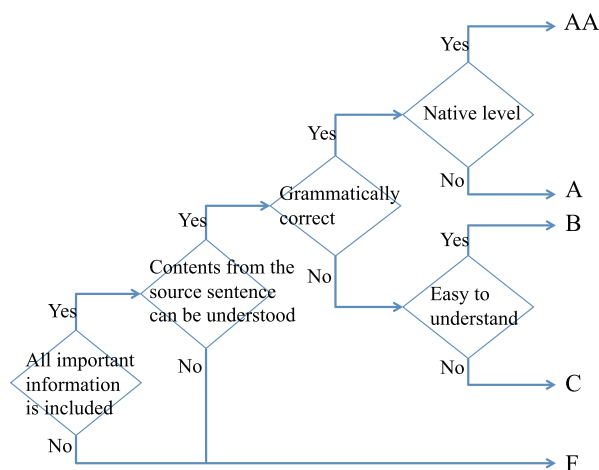 Yes
AA
Native level
No
A
Yes
Grammatically
correct
No
Yes
B
Easy to
understand
No
C
Yes
Contents from the
source sentence
can be understood
No
Yes
All important
information
is included
No
F